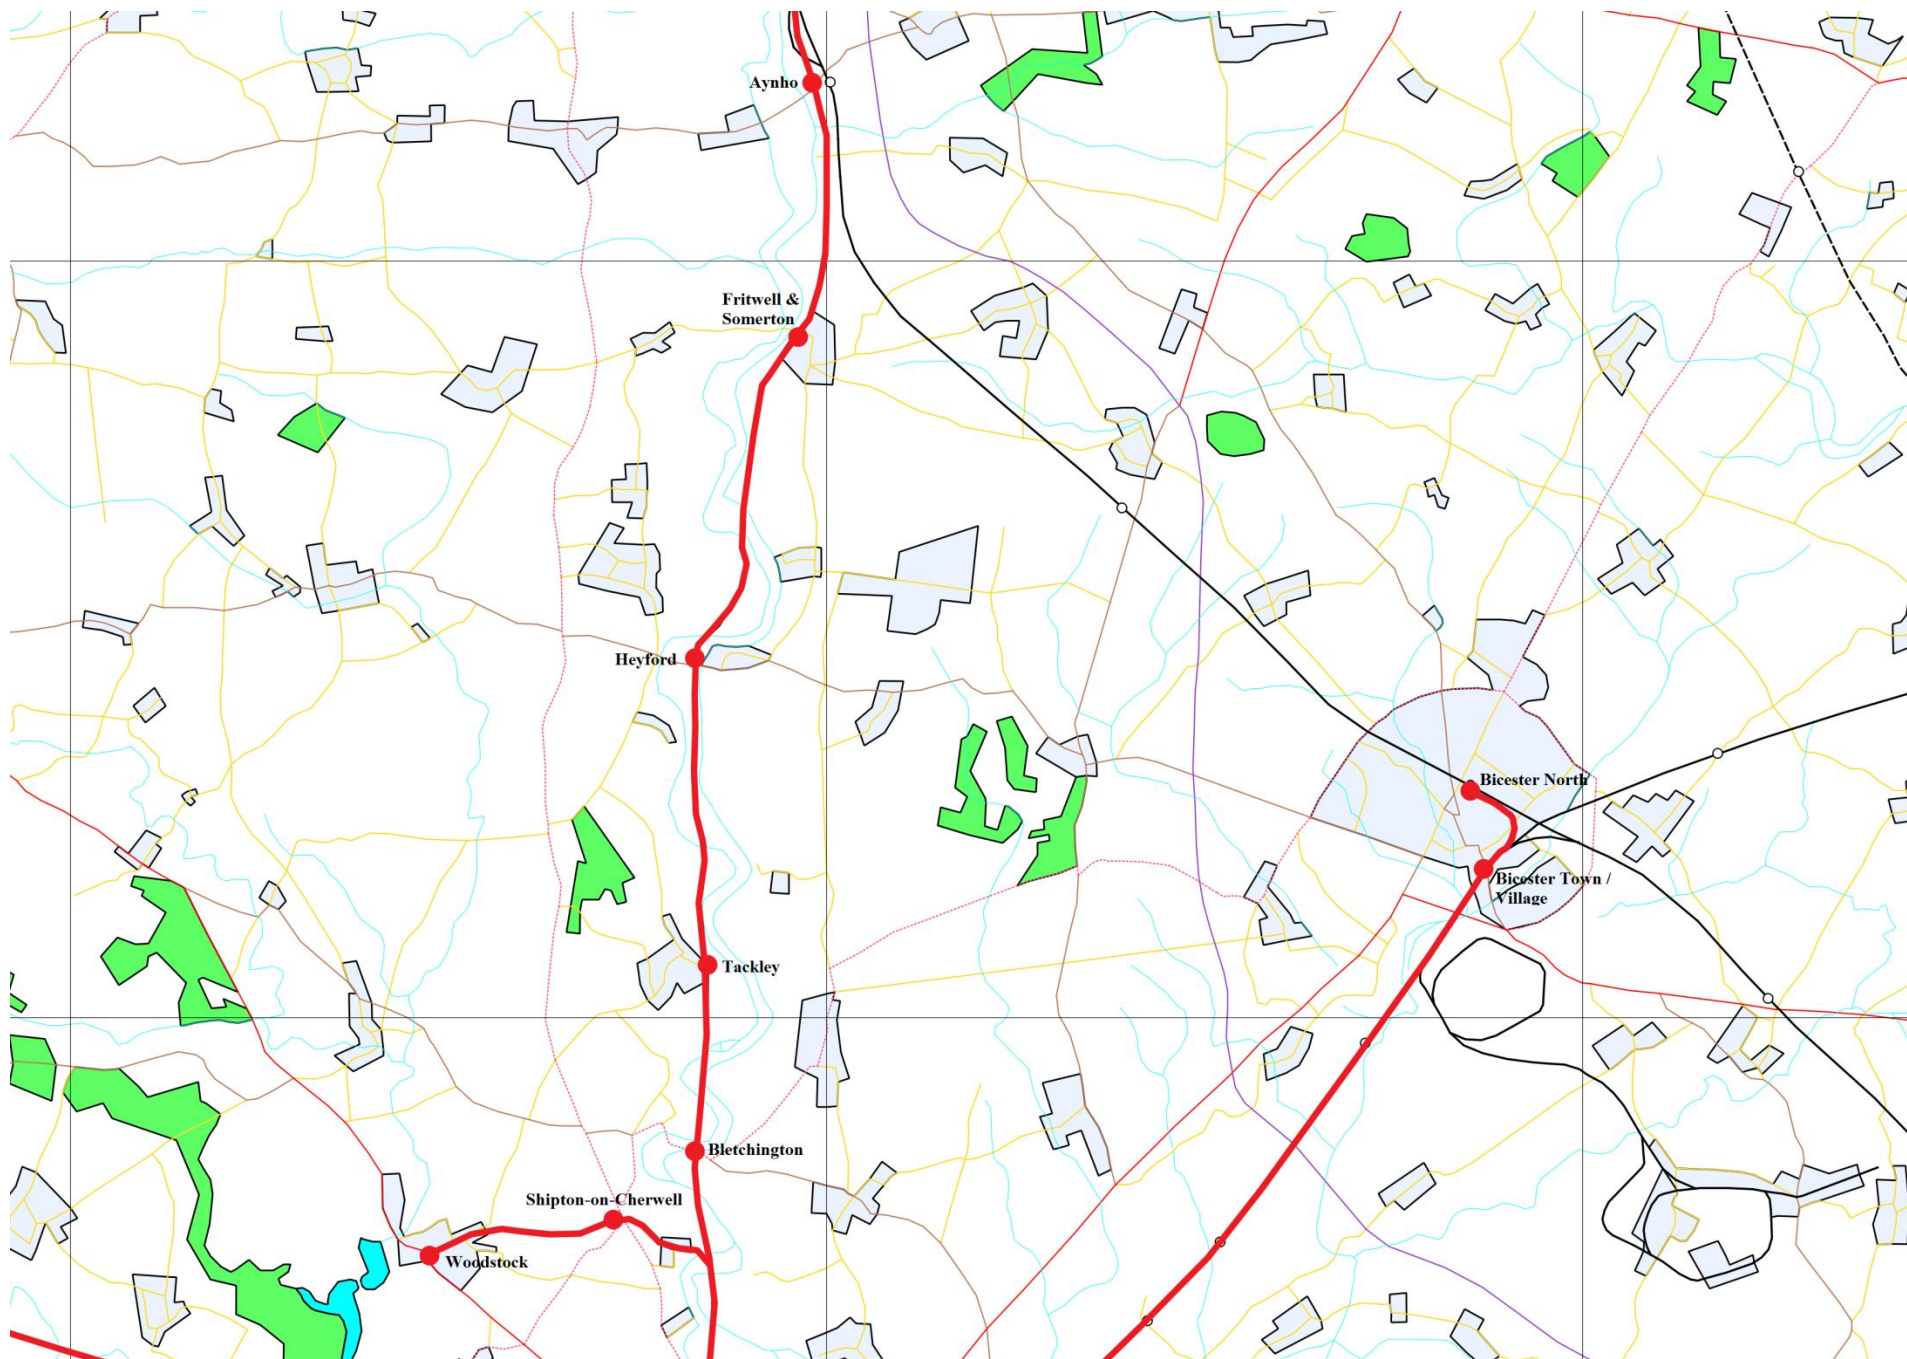 Aynho
Fritwell &
Somerton
Heyford
Bicester North
Bicester Town /
Village
Tackley
Bletchington
Shipton-on-Cherwell
Woodstock